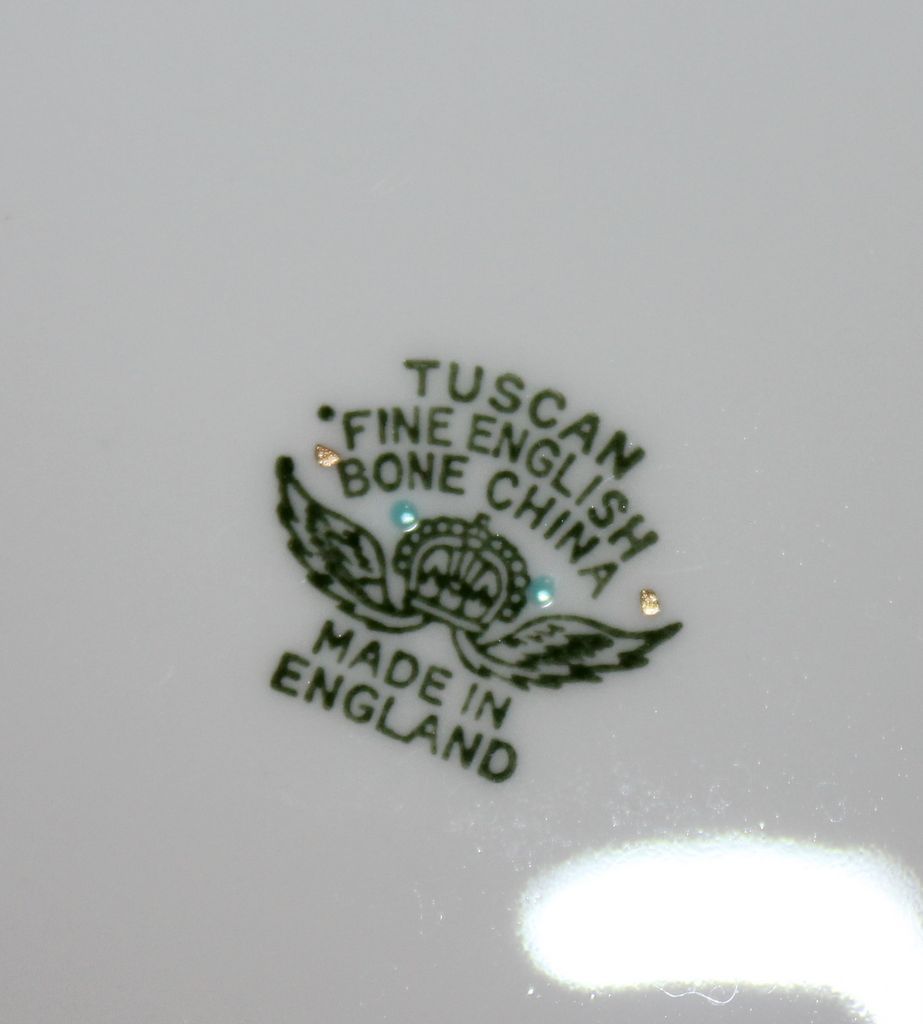 TUSCAN
FINE ENGLISH
BONE CHINA
MADE IN
ENGLAND